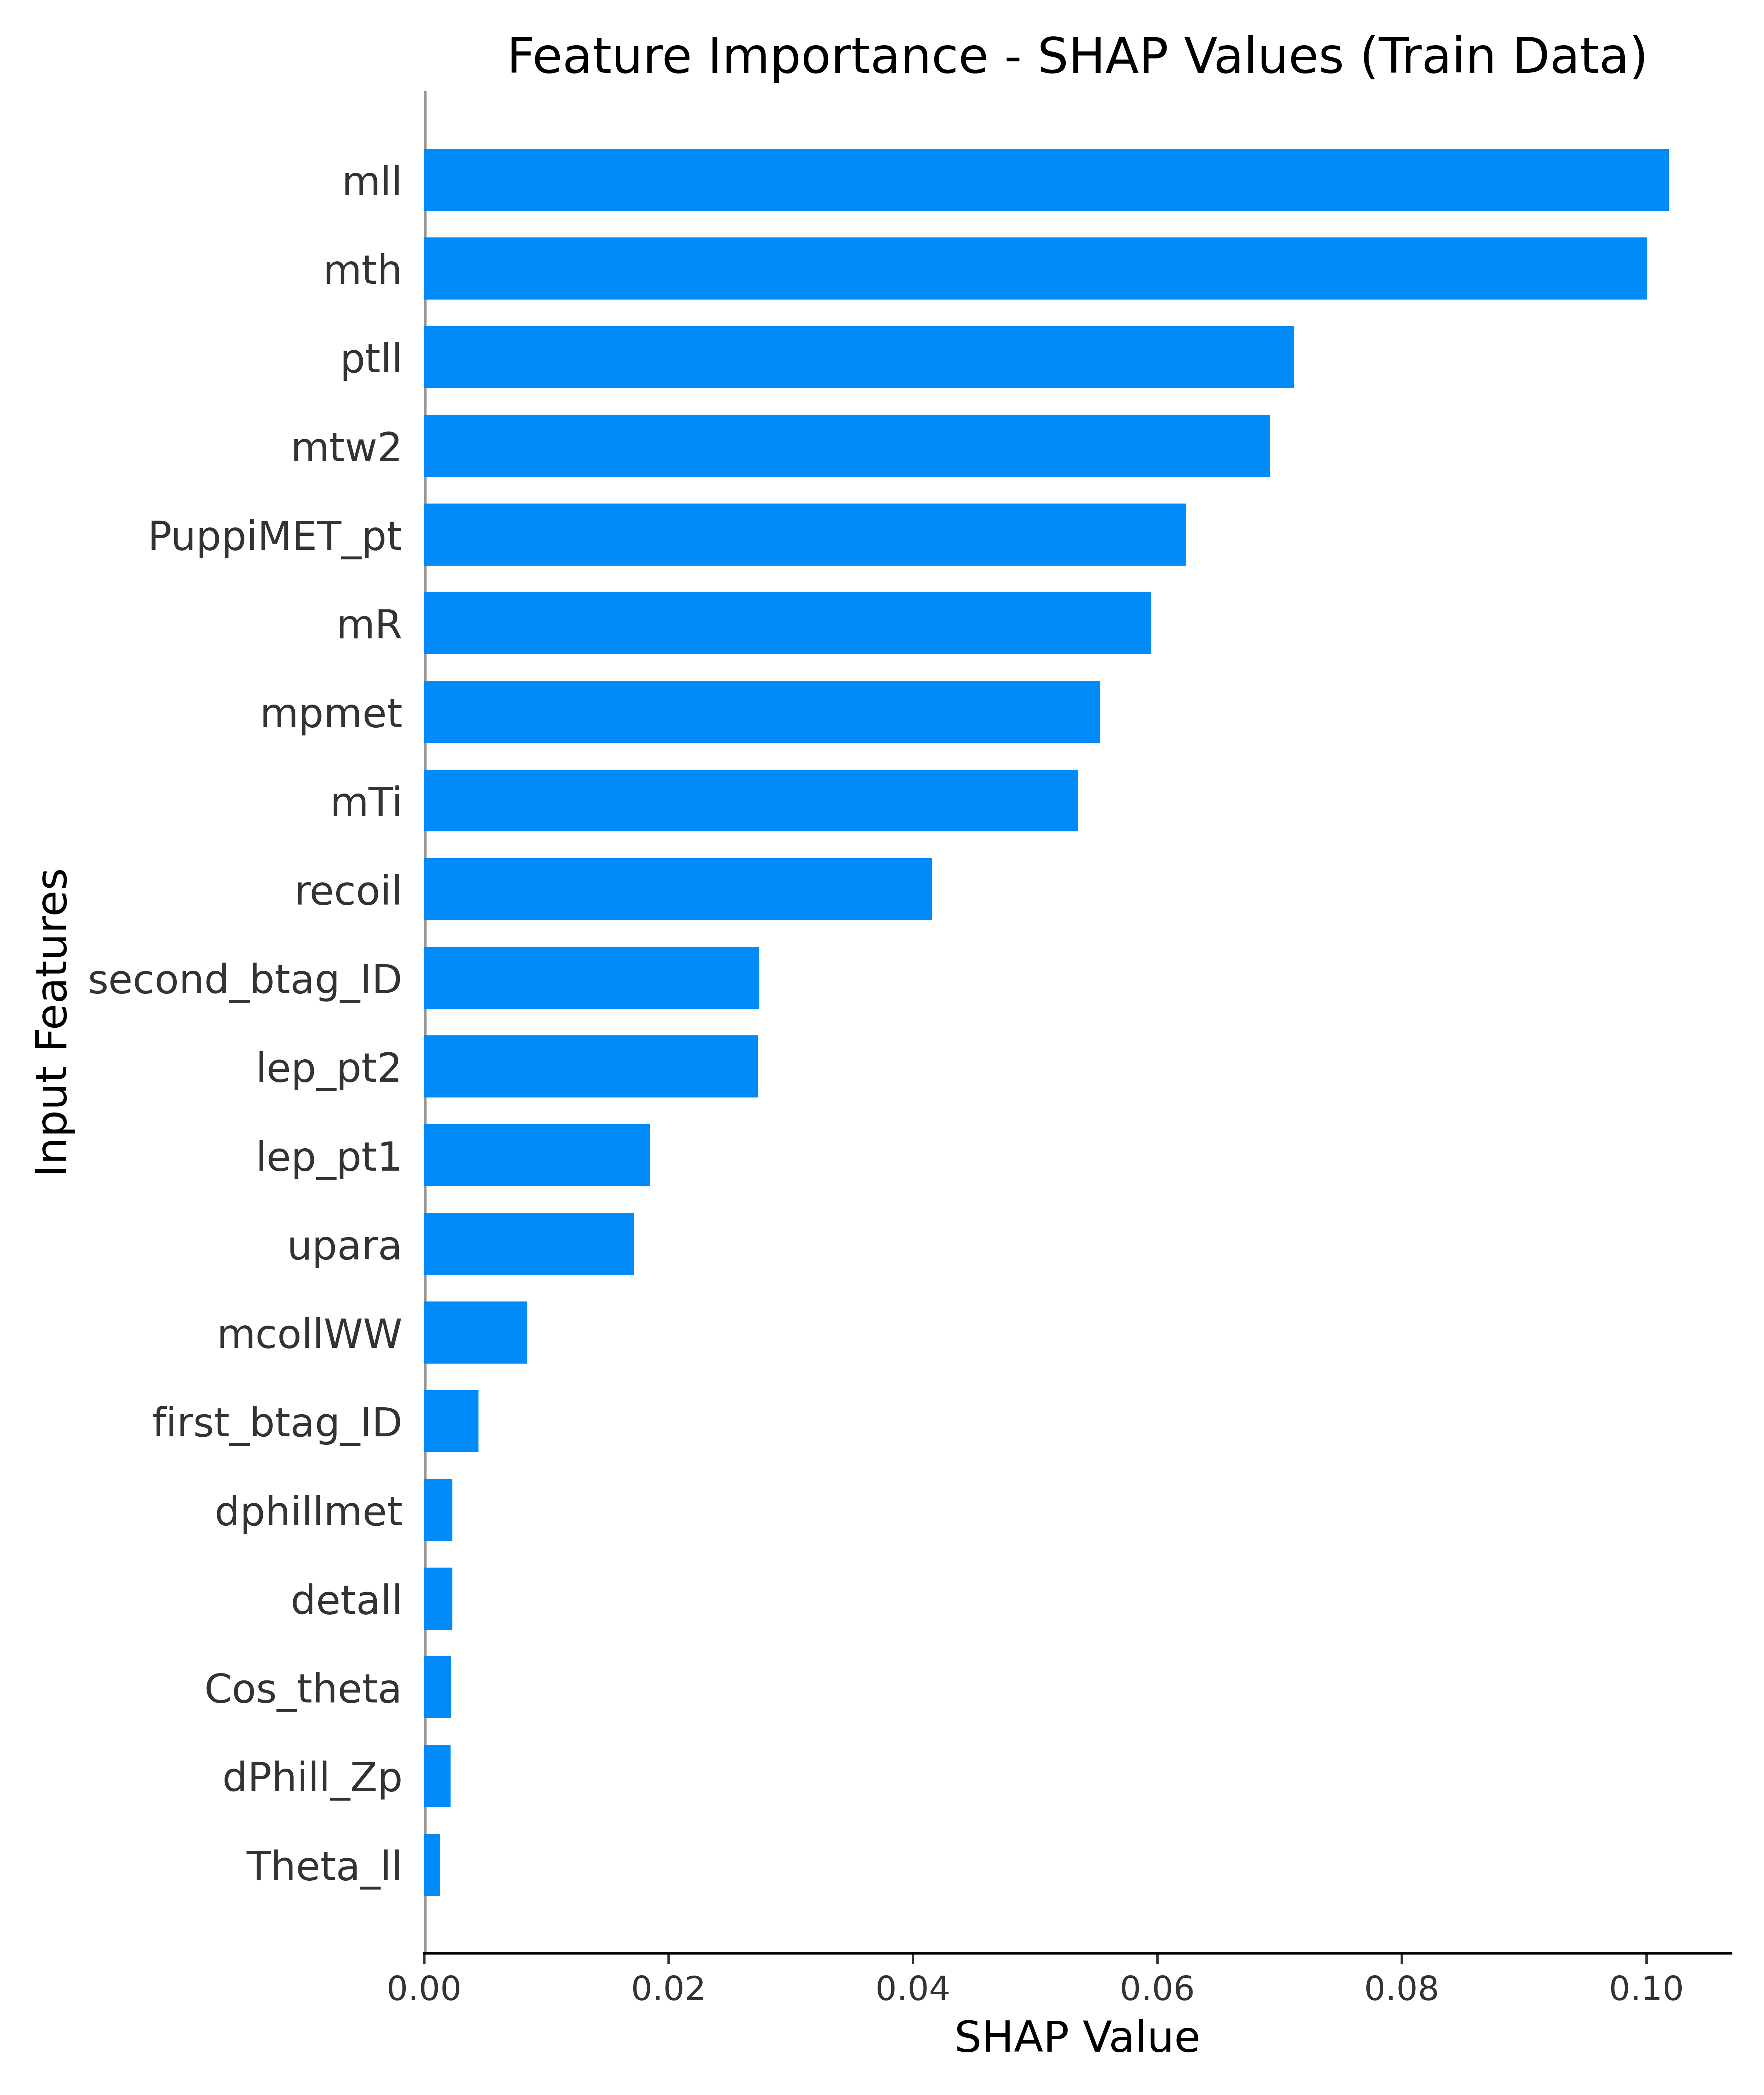 Feature Importance - SHAP Values (Train Data)
mll
mth
ptll
mtw2
PuppiMET_pt
mR
mpmet
mTi
recoil
second_btag_ID
lep_pt2
lep_pt1
upara
mcollWW
first_btag_ID
dphillmet
detall
Cos_theta
dPhill_Zp
Theta_ll
Input Features
0.00 0.02 0.04 0.06 0.08 0.10
SHAP Value